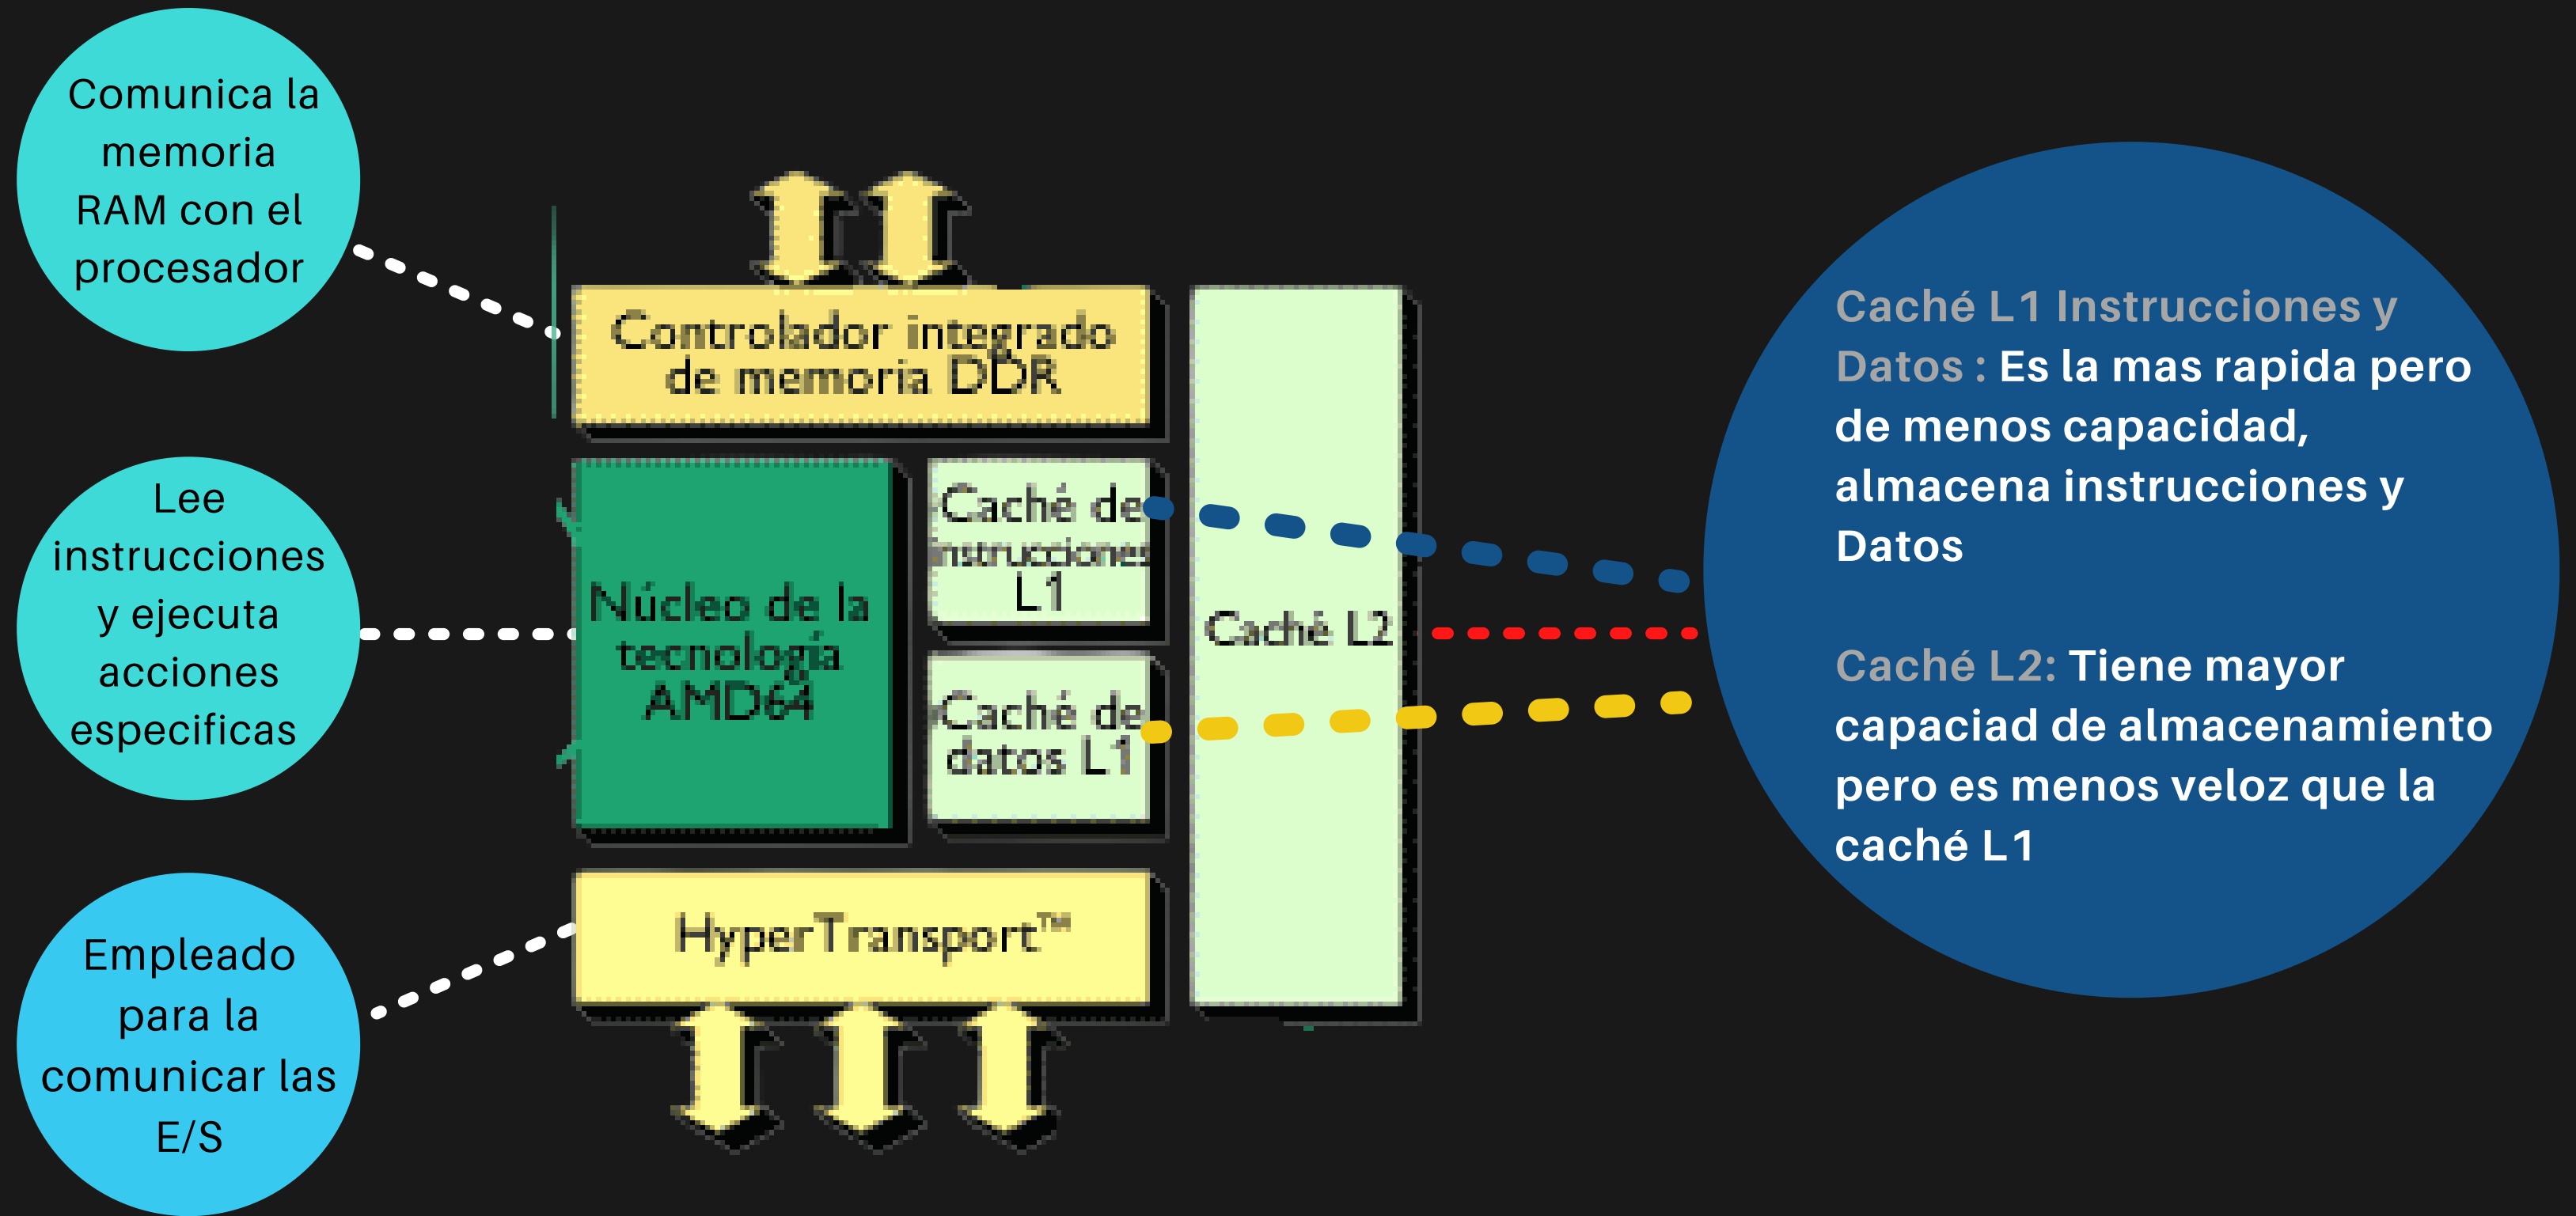 Comunica la
memoria
RAM con el
procesador
Lee
instrucciones
y ejecuta
acciones
especificas
Empleado
para la
comunicar las
E/S
Controlador integrado
de memoria DDR
Núcleo de la
tecnología
AMD64
Caché de
instrucciones
L1
Caché de
datos L1
HyperTransport™
Caché L2
Caché L1 Instrucciones y
Datos : Es la mas rapida pero
de menos capacidad,
almacena instrucciones y
Datos
Caché L2: Tiene mayor
capaciad de almacenamiento
pero es menos veloz que la
caché L1